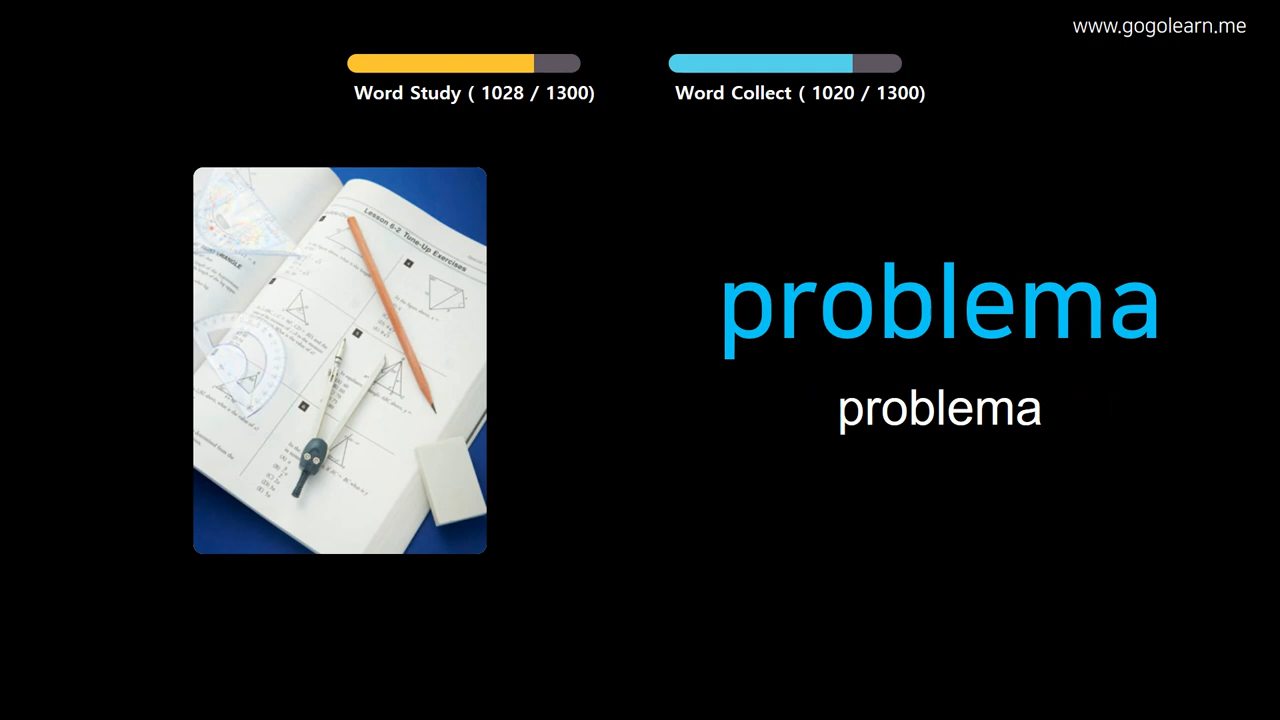 www.gogolearn.me
Word Study ( 1028 / 1300)
Word Collect ( 1020 / 1300)
Lesson 6-2 Tune-Up Exercises
problema
problema